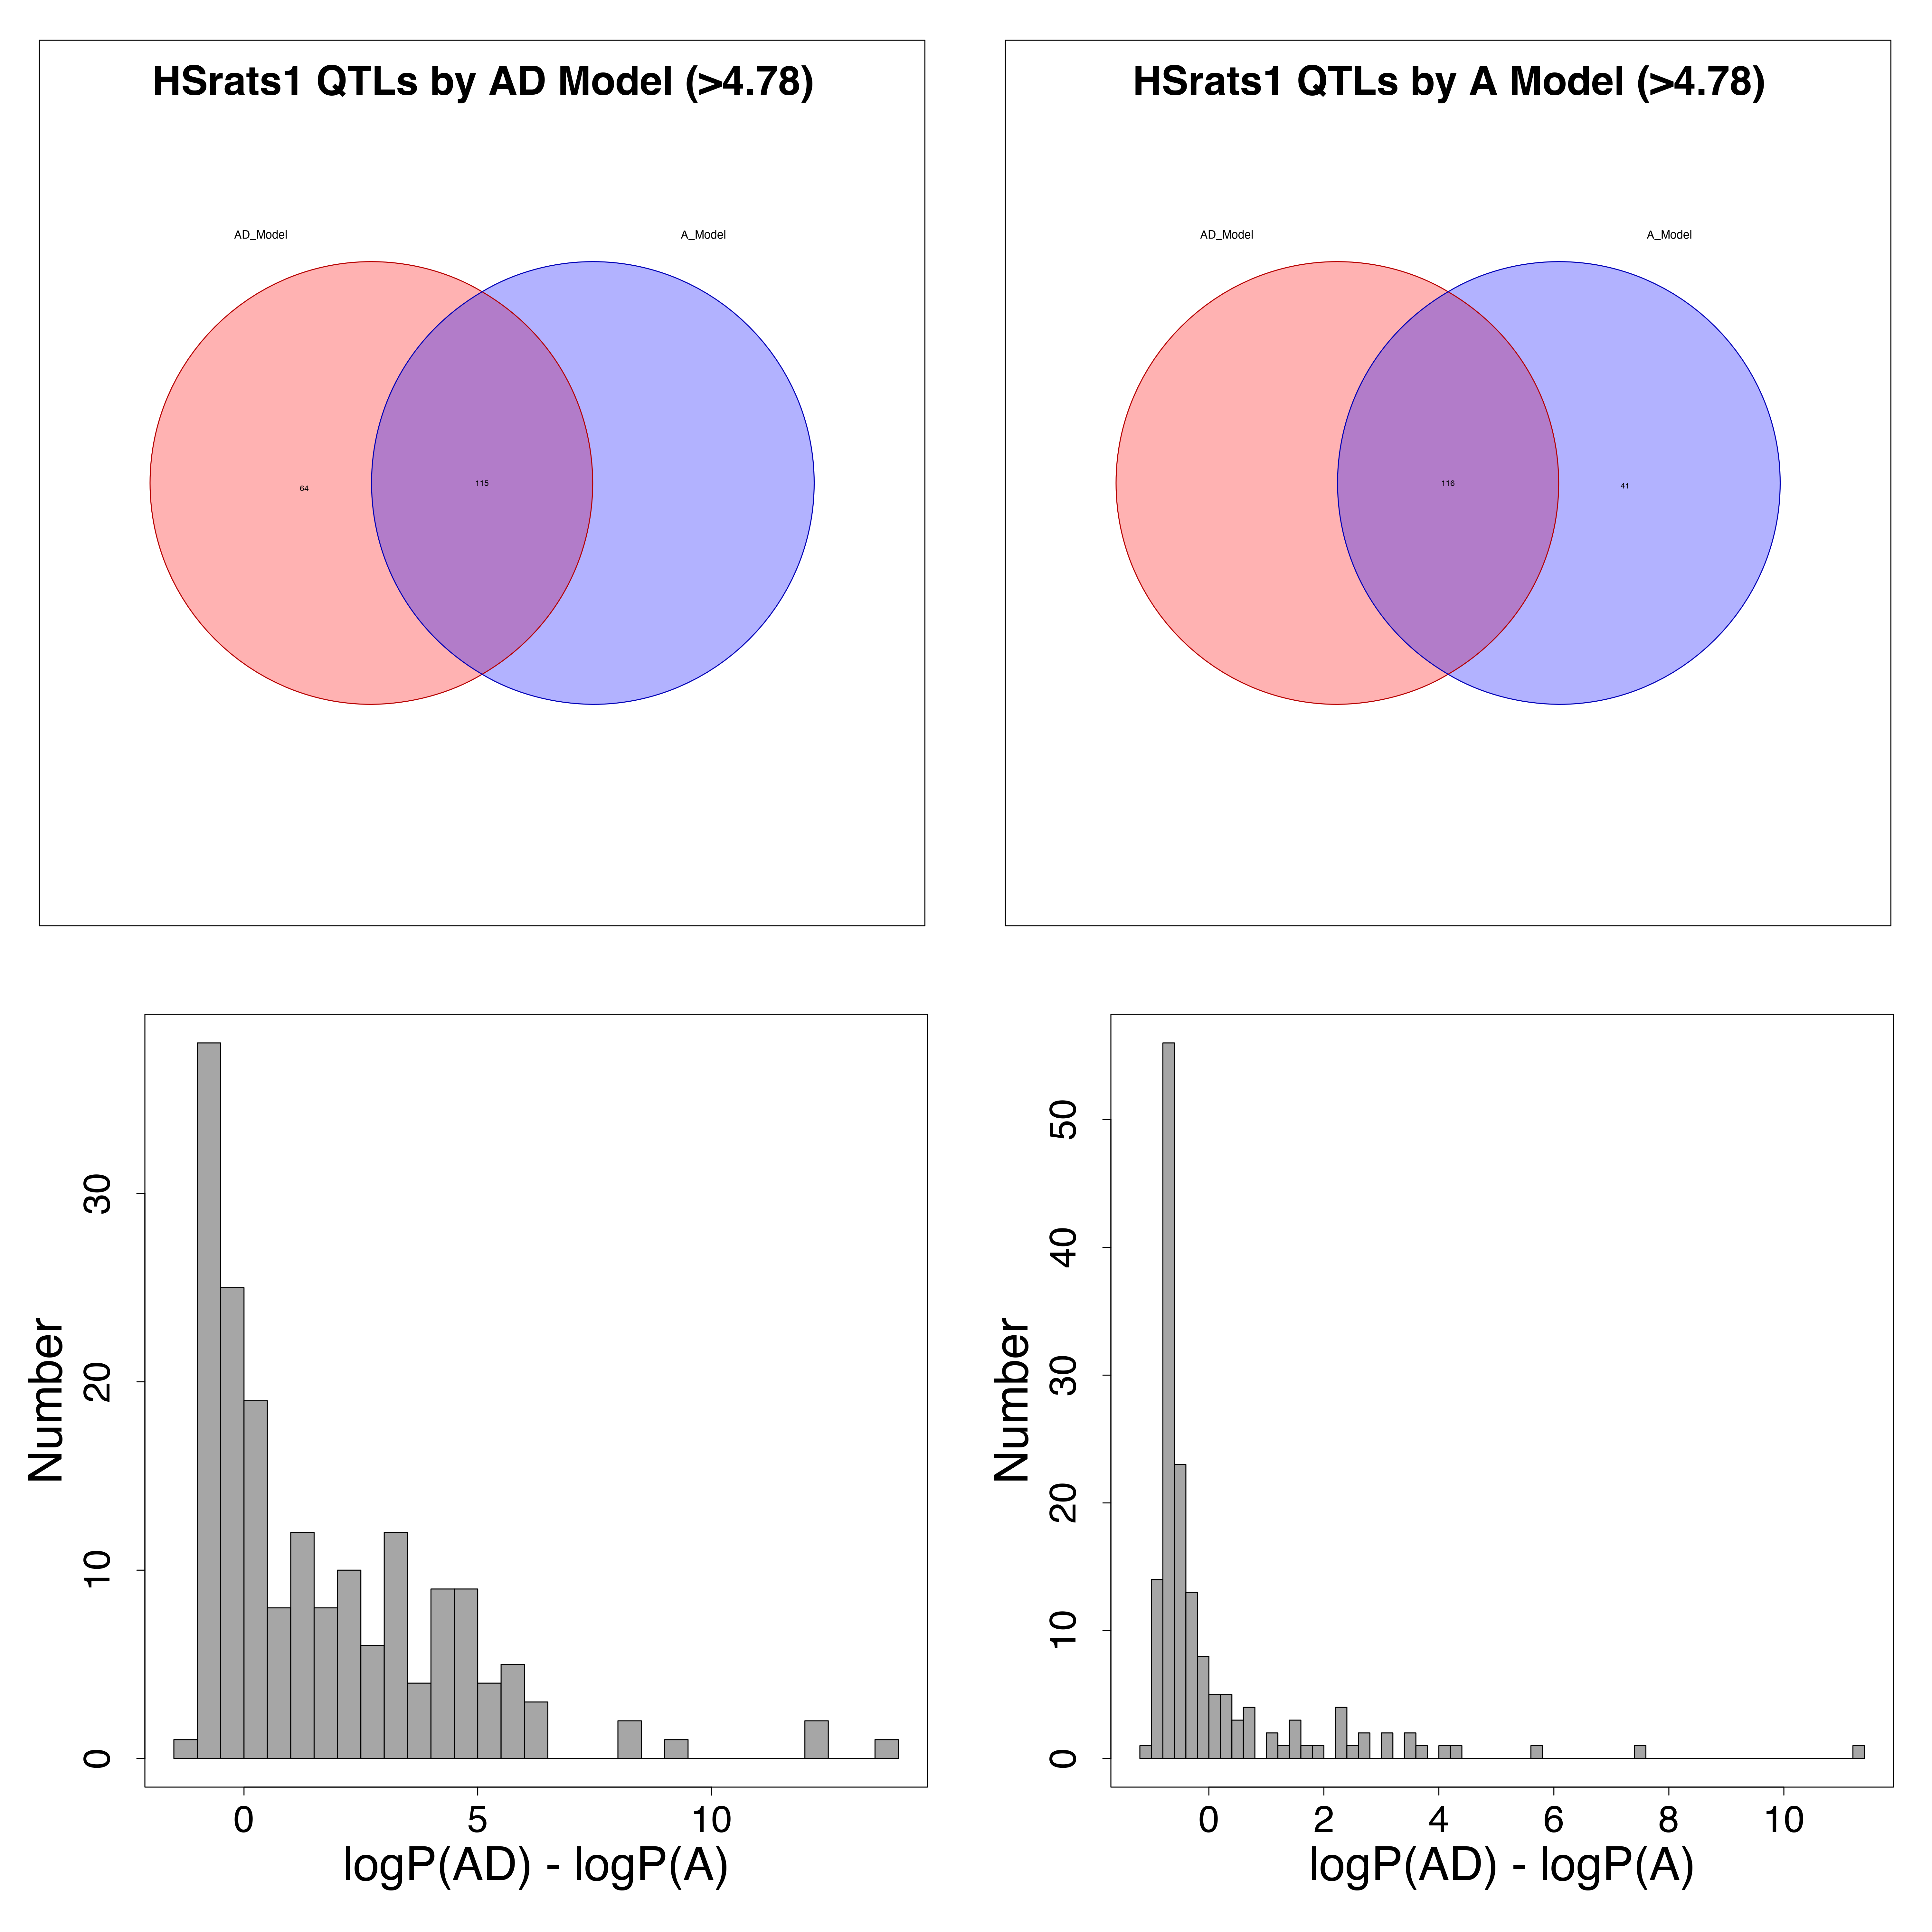 HSrats1 QTLs by AD Model (>4.78)
AD_Model
A_Model
64
115
HSrats1 QTLs by A Model (>4.78)
AD_Model
A_Model
116
41
Number
30
20
10
0
0 5 10
logP(AD) - logP(A)
Number
50
40
30
20
10
0
0 2 4 6 8 10
logP(AD) - logP(A)